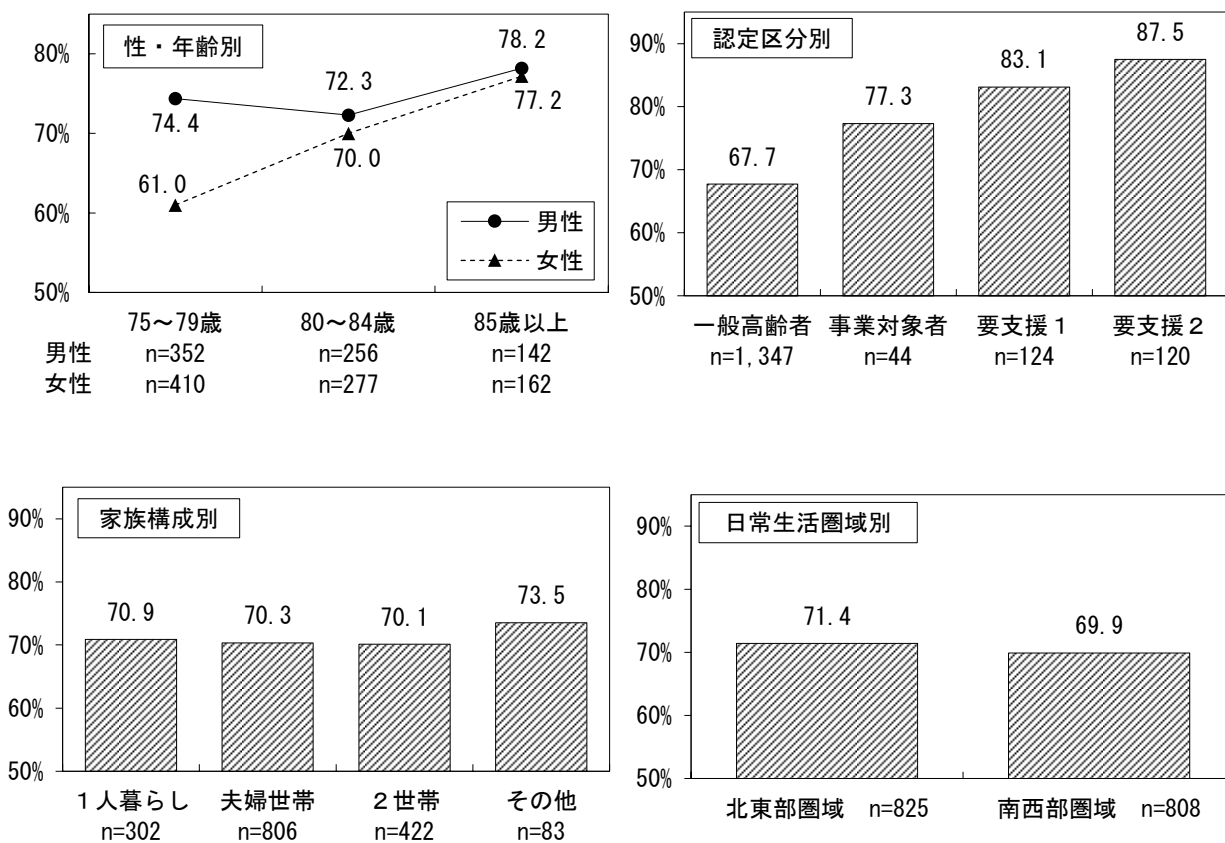 性・年齢別
80%
70%
60%
50%
74.4
72.3
78.2
61.0
70.0
77.2
男性
女性
75～79歳 80～84歳 85歳以上
男性 n=352 n=256 n=142
女性 n=410 n=277 n=162
認定区分別
90%
80%
70%
60%
50%
67.7
77.3
83.1
87.5
一般高齢者 事業対象者 要支援１ 要支援２
n=1,347 n=44 n=124 n=120
家族構成別
90%
80%
70%
60%
50%
70.9
70.3
70.1
73.5
１人暮らし 夫婦世帯 ２世帯 その他
n=302 n=806 n=422 n=83
日常生活圏域別
90%
80%
70%
60%
50%
71.4
69.9
北東部圏域 n=825 南西部圏域 n=808